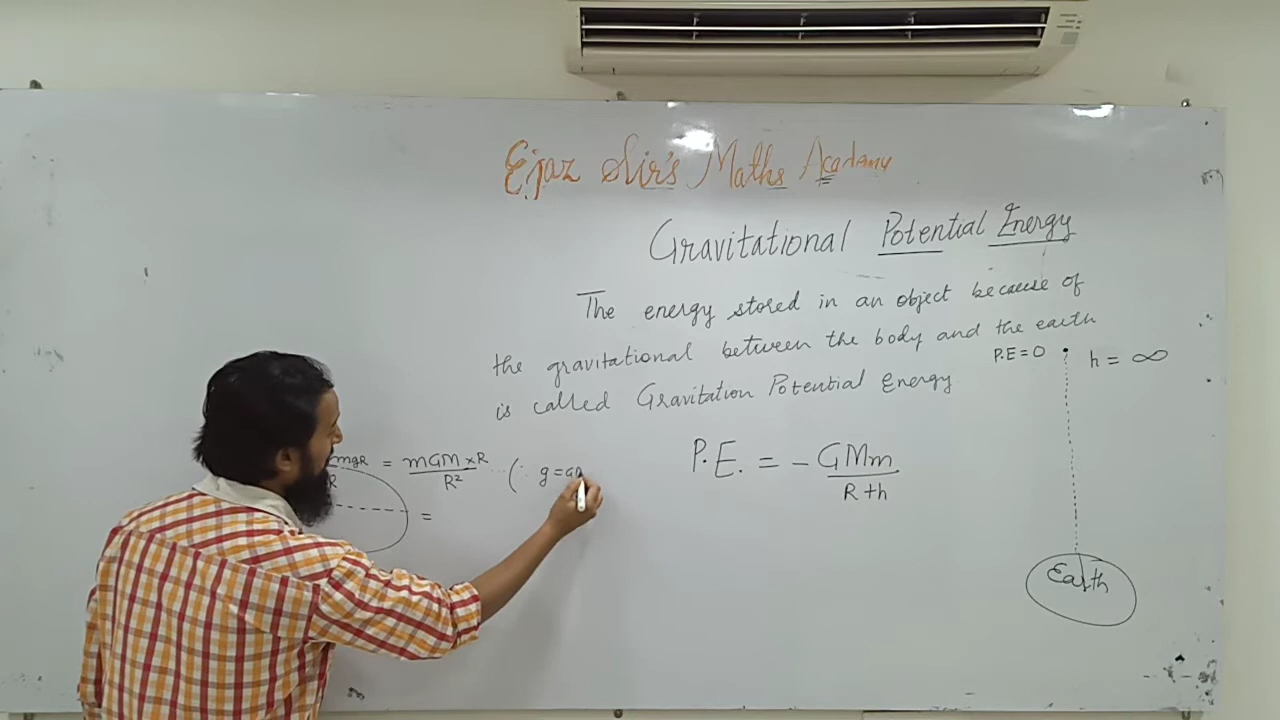 Ejaz Sir's Maths Academy
Gravitational Potential Energy
The energy stored in an object because of
the gravitational between the body and the earth
is called Gravitation Potential Energy
P.E=0 h = ∞
mgR = mGM×R/R² (∵ g=G
R
=
P.E. = - GMm/R+h
Earth